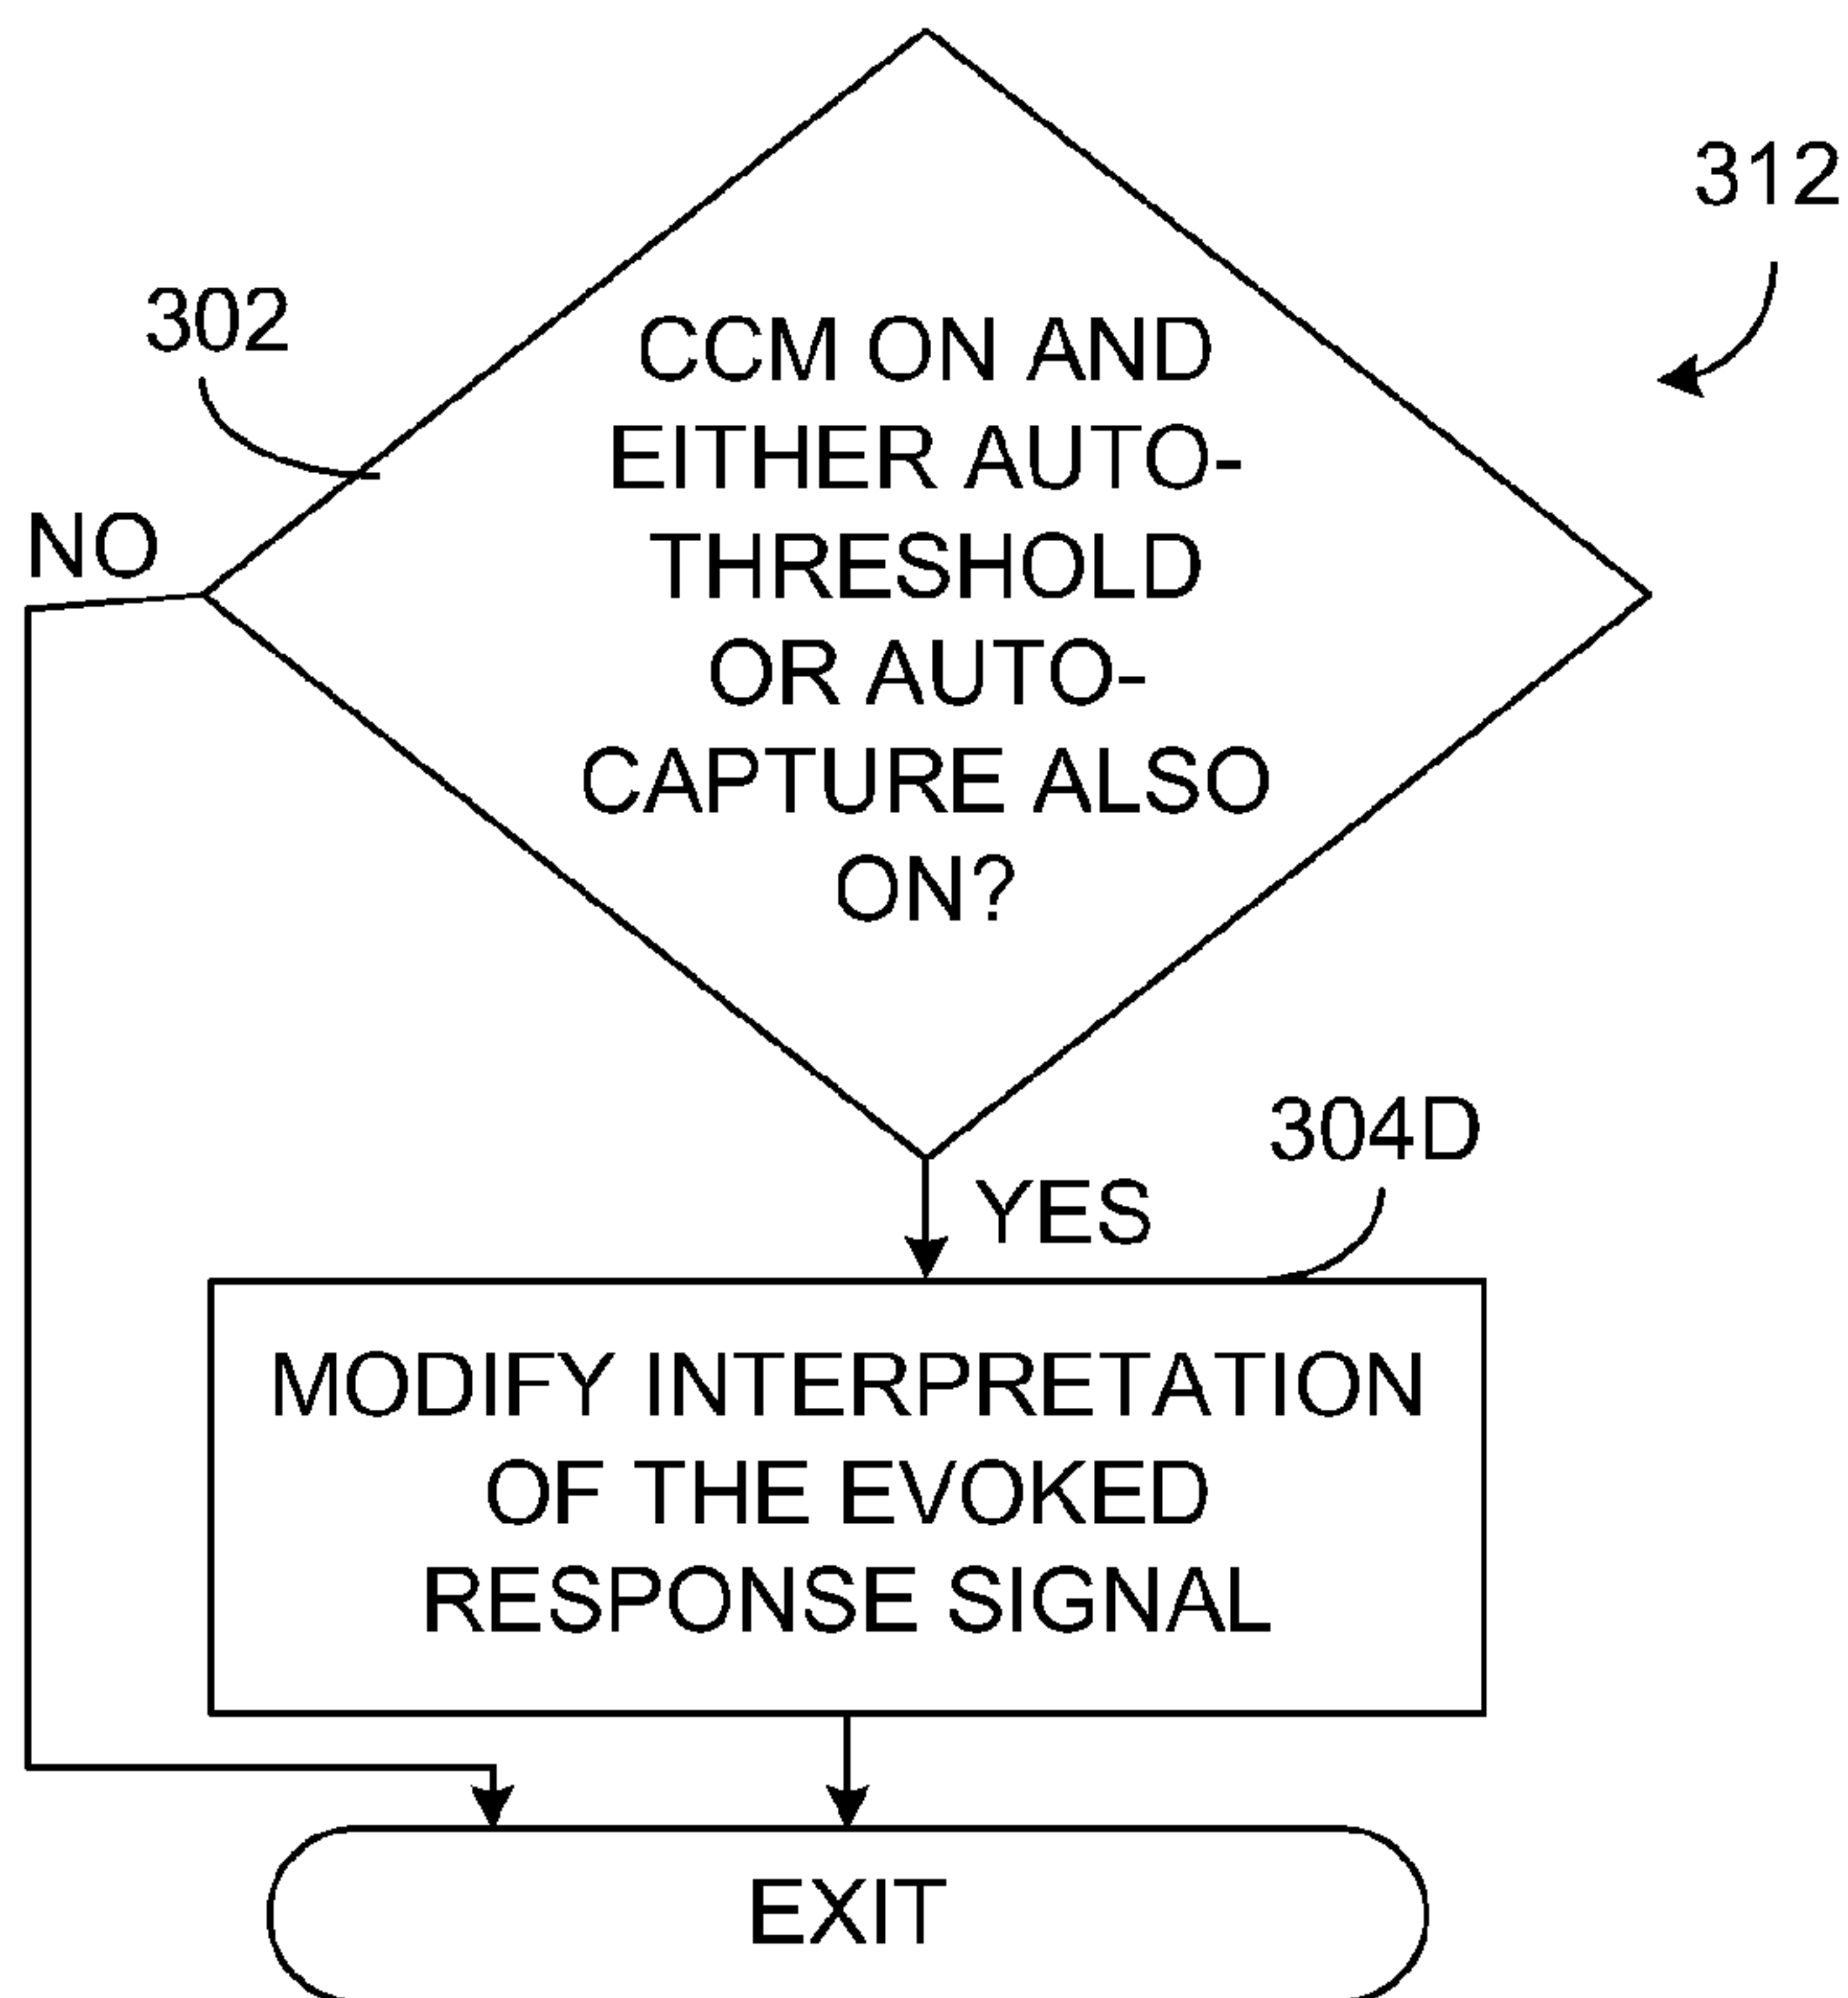 312
302
CCM ON AND
EITHER AUTO-
THRESHOLD
OR AUTO-
CAPTURE ALSO
ON?
NO
304D
YES
MODIFY INTERPRETATION
OF THE EVOKED
RESPONSE SIGNAL
EXIT